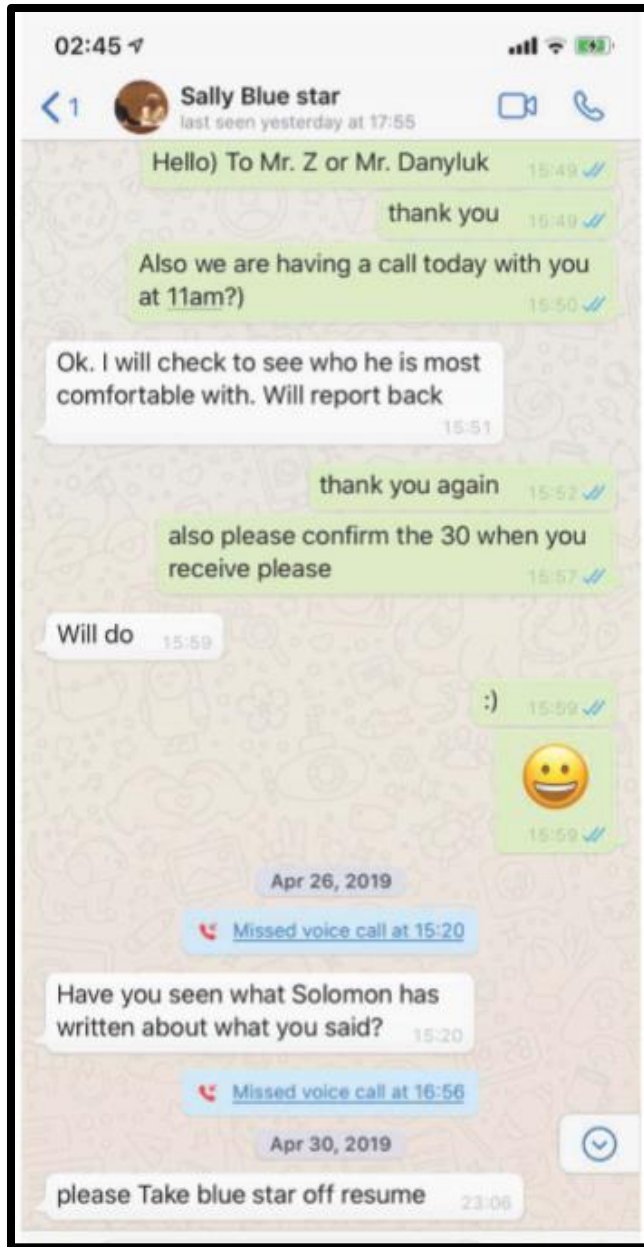 02:45
1
Sally Blue star
last seen yesterday at 17:55
Hello) To Mr. Z or Mr. Danyluk 15:49
thank you 15:49
Also we are having a call today with you
at 11am?)
15:50
Ok. I will check to see who he is most
comfortable with. Will report back
15:51
thank you again 15:52
also please confirm the 30 when you
receive please
15:57
Will do 15:59
:) 15:59
15:59
Apr 26, 2019
Missed voice call at 15:20
Have you seen what Solomon has
written about what you said? 15:20
Missed voice call at 16:56
Apr 30, 2019
please Take blue star off resume 23:06